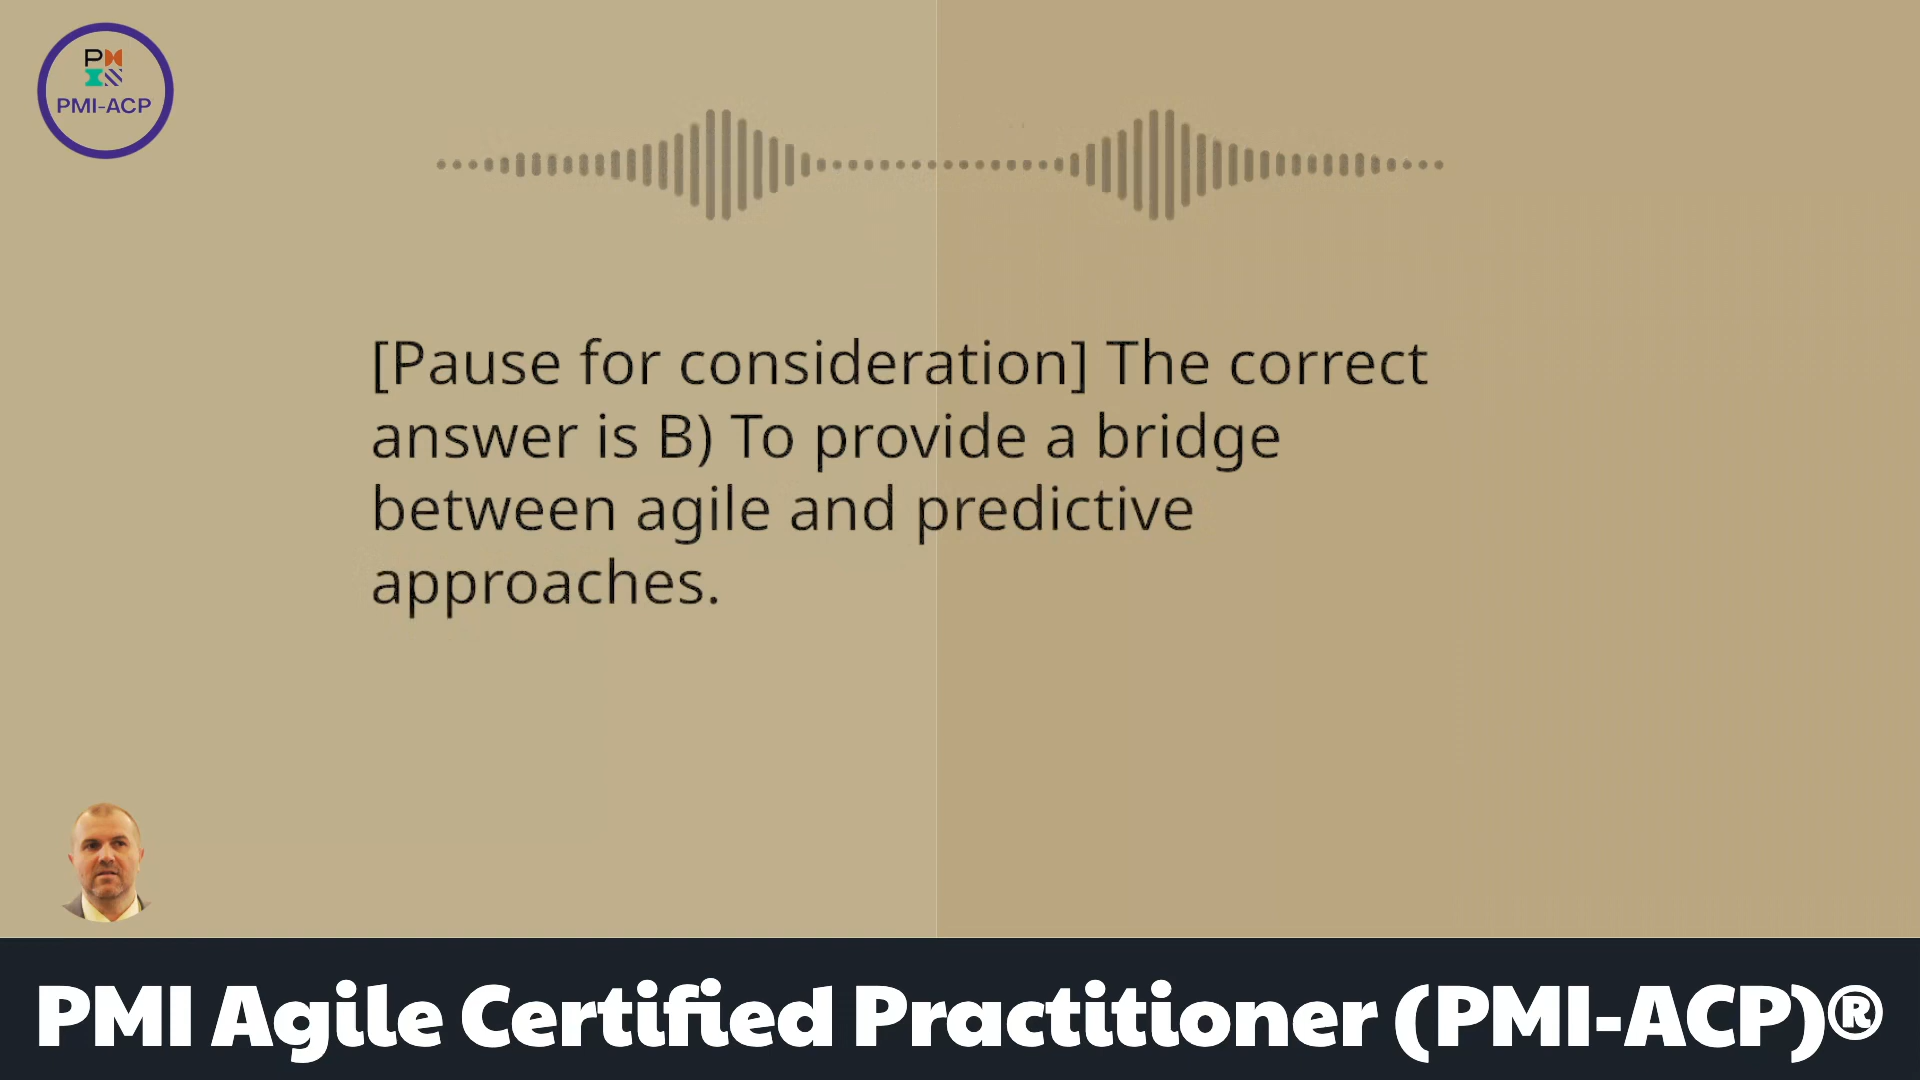 PM
PMI-ACP
[Pause for consideration] The correct
answer is B) To provide a bridge
between agile and predictive
approaches.
PMI Agile Certified Practitioner (PMI-ACP)®